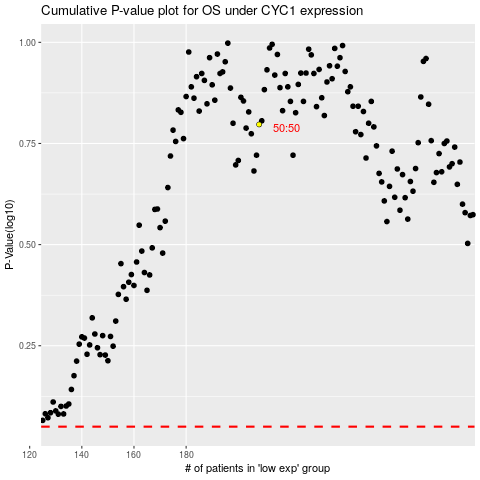 Cumulative P-value plot for OS under CYC1 expression
1.00
0.75
0.50
0.25
P-Value(log10)
50:50
120 140 160 180
# of patients in 'low exp' group